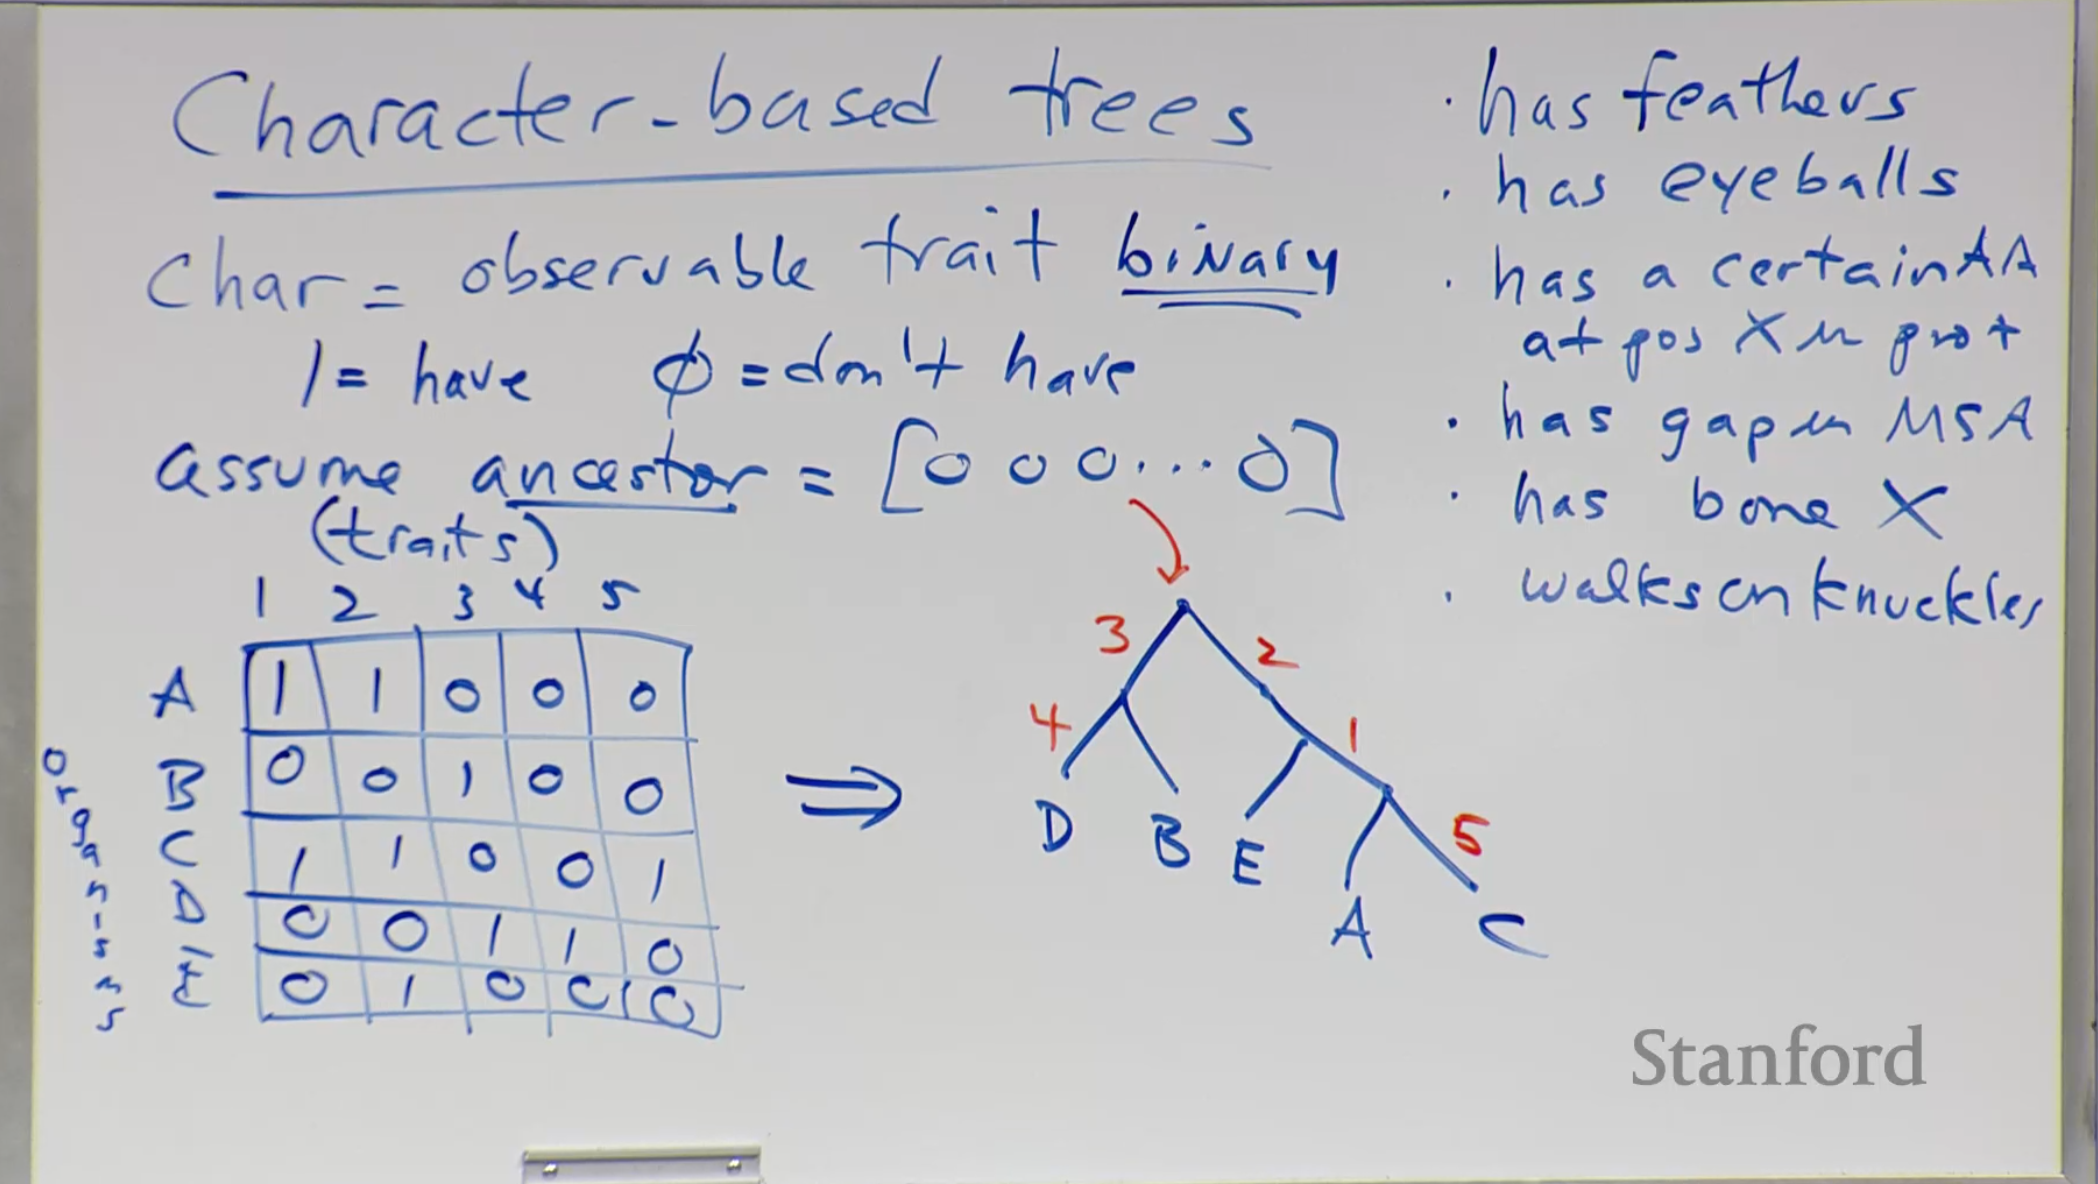 Character-based trees
Char = observable trait binary
1 = have ∅ = don't have
assume ancestor = [0 0 0 ... 0]
(traits)
1 2 3 4 5
A 1 1 0 0 0
B 0 0 1 0 0
C 1 1 0 0 1
D 0 0 1 1 0
E 0 1 0 0 0
organisms
⇒
3 2
4 1
5
D B E
A C
· has feathers
· has eyeballs
· has a certain AA
at pos X in prot
· has gap in MSA
· has bone X
· walks on knuckles
Stanford